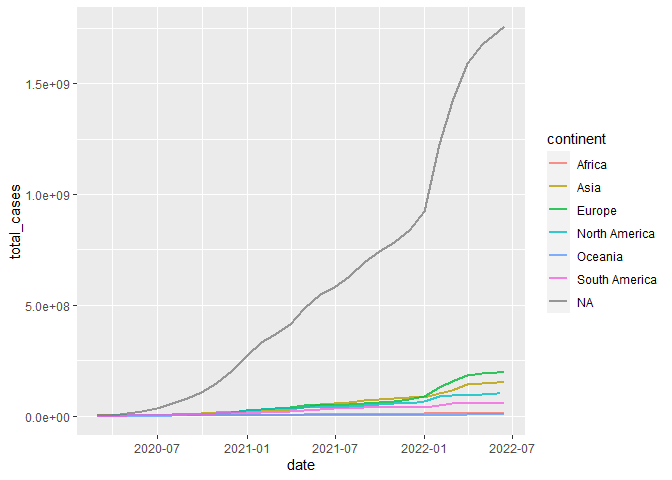 total_cases
1.5e+09
1.0e+09
5.0e+08
0.0e+00
2020-07
2021-01
2021-07
2022-01
2022-07
date
continent
Africa
Asia
Europe
North America
Oceania
South America
NA